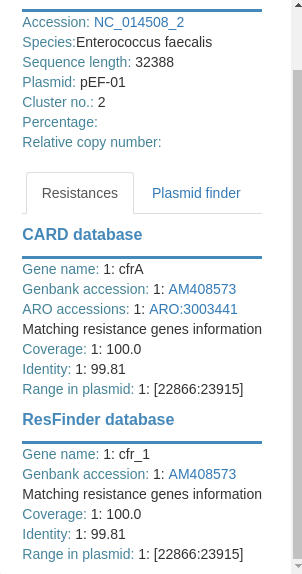 Accession: NC_014508_2
Species:Enterococcus faecalis
Sequence length: 32388
Plasmid: pEF-01
Cluster no.: 2
Percentage:
Relative copy number:
Resistances Plasmid finder
CARD database
Gene name: 1: cfrA
Genbank accession: 1: AM408573
ARO accessions: 1: ARO:3003441
Matching resistance genes information
Coverage: 1: 100.0
Identity: 1: 99.81
Range in plasmid: 1: [22866:23915]
ResFinder database
Gene name: 1: cfr_1
Genbank accession: 1: AM408573
Matching resistance genes information
Coverage: 1: 100.0
Identity: 1: 99.81
Range in plasmid: 1: [22866:23915]